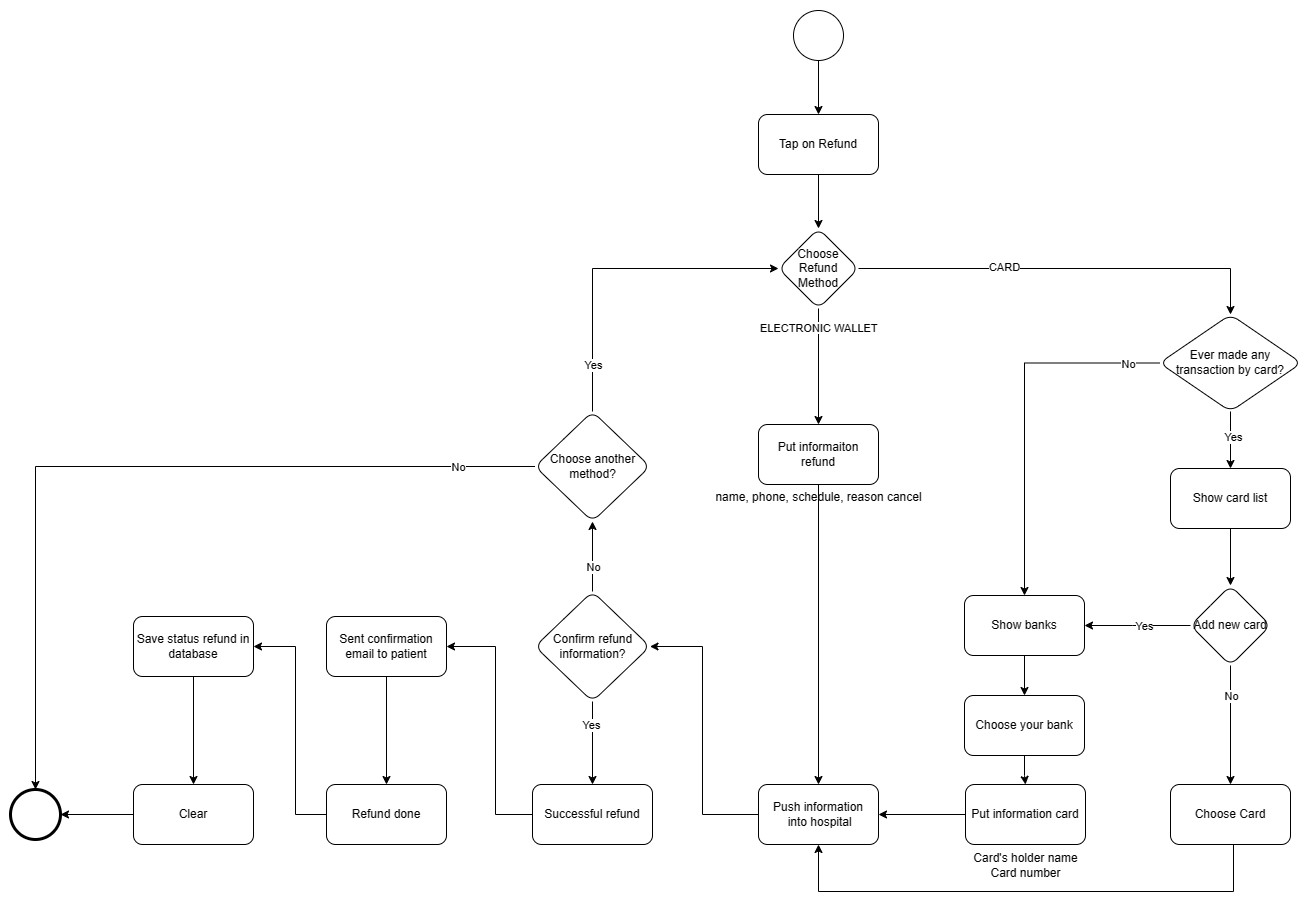 Tap on Refund
Choose
Refund
Method
CARD
ELECTRONIC WALLET
Ever made any
transaction by card?
No
Yes
Yes
Choose another
method?
No
Put informaiton
refund
name, phone, schedule, reason cancel
Show card list
No
Show banks
Yes
Add new card
Save status refund in
database
Sent confirmation
email to patient
Confirm refund
information?
No
Yes
Choose your bank
Clear
Refund done
Successful refund
Push information
into hospital
Put information card
Choose Card
Card's holder name
Card number